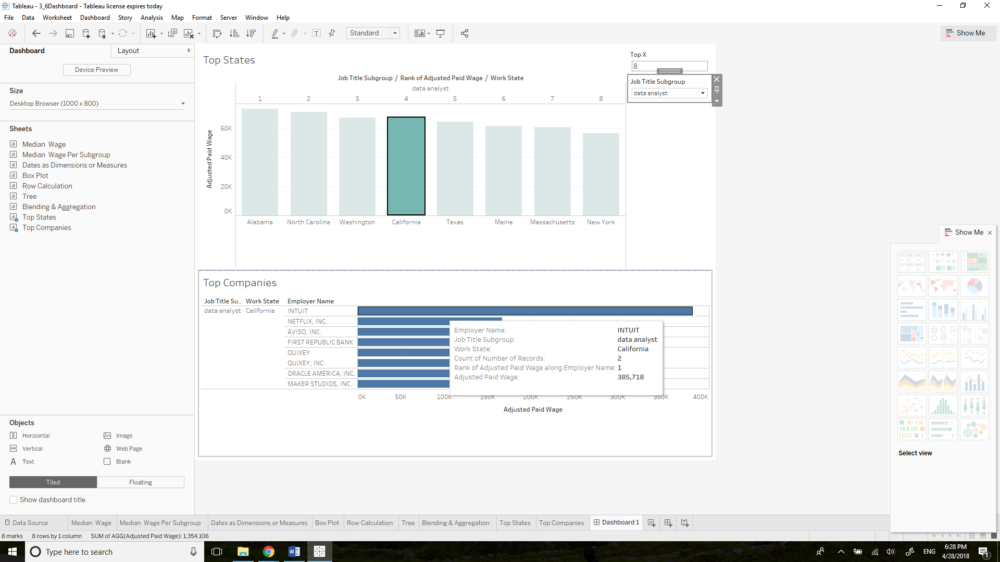 Tableau - 3_6Dashboard - Tableau license expires today
File Data Worksheet Dashboard Story Analysis Map Format Server Window Help
Standard
Show Me
Dashboard
Layout
Device Preview
Size
Desktop Browser (1000 x 800)
Sheets
Median Wage
Median Wage Per Subgroup
Dates as Dimensions or Measures
Box Plot
Row Calculation
Tree
Blending & Aggregation
Top States
Top Companies
Objects
Horizontal
Image
Vertical
Web Page
A Text
Blank
Tiled
Floating
Show dashboard title
Top States
Job Title Subgroup / Rank of Adjusted Paid Wage / Work State
data analyst
1 2 3 4 5 6 7 8
Adjusted Paid Wage
60K
40K
20K
0K
Alabama North Carolina Washington California Texas Maine Massachusetts New York
Top X
8
Job Title Subgroup
data analyst
Top Companies
Job Title Su.. Work State Employer Name
data analyst California INTUIT
NETFLIX, INC.
AVISO, INC.
FIRST REPUBLIC BANK
QUIXEY
QUIXEY, INC.
ORACLE AMERICA, INC.
MAKER STUDIOS, INC.
Employer Name: INTUIT
Job Title Subgroup: data analyst
Work State: California
Count of Number of Records: 2
Rank of Adjusted Paid Wage along Employer Name: 1
Adjusted Paid Wage: 385,718
0K 50K 100K 150K 200K 250K 300K 350K 400K
Adjusted Paid Wage
Show Me
Select view
Data Source Median Wage Median Wage Per Subgroup Dates as Dimensions or Measures Box Plot Row Calculation Tree Blending & Aggregation Top States Top Companies Dashboard 1
8 marks 8 rows by 1 column SUM of AGG(Adjusted Paid Wage): 1,354,106
Type here to search
ENG
6:28 PM
4/28/2018
1